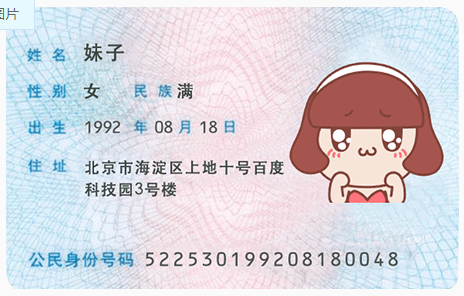 图片
姓名 妹子
性别 女 民族 满
出生 1992 年 08 月 18 日
住址 北京市海淀区上地十号百度
科技园3号楼
公民身份号码 522530199208180048